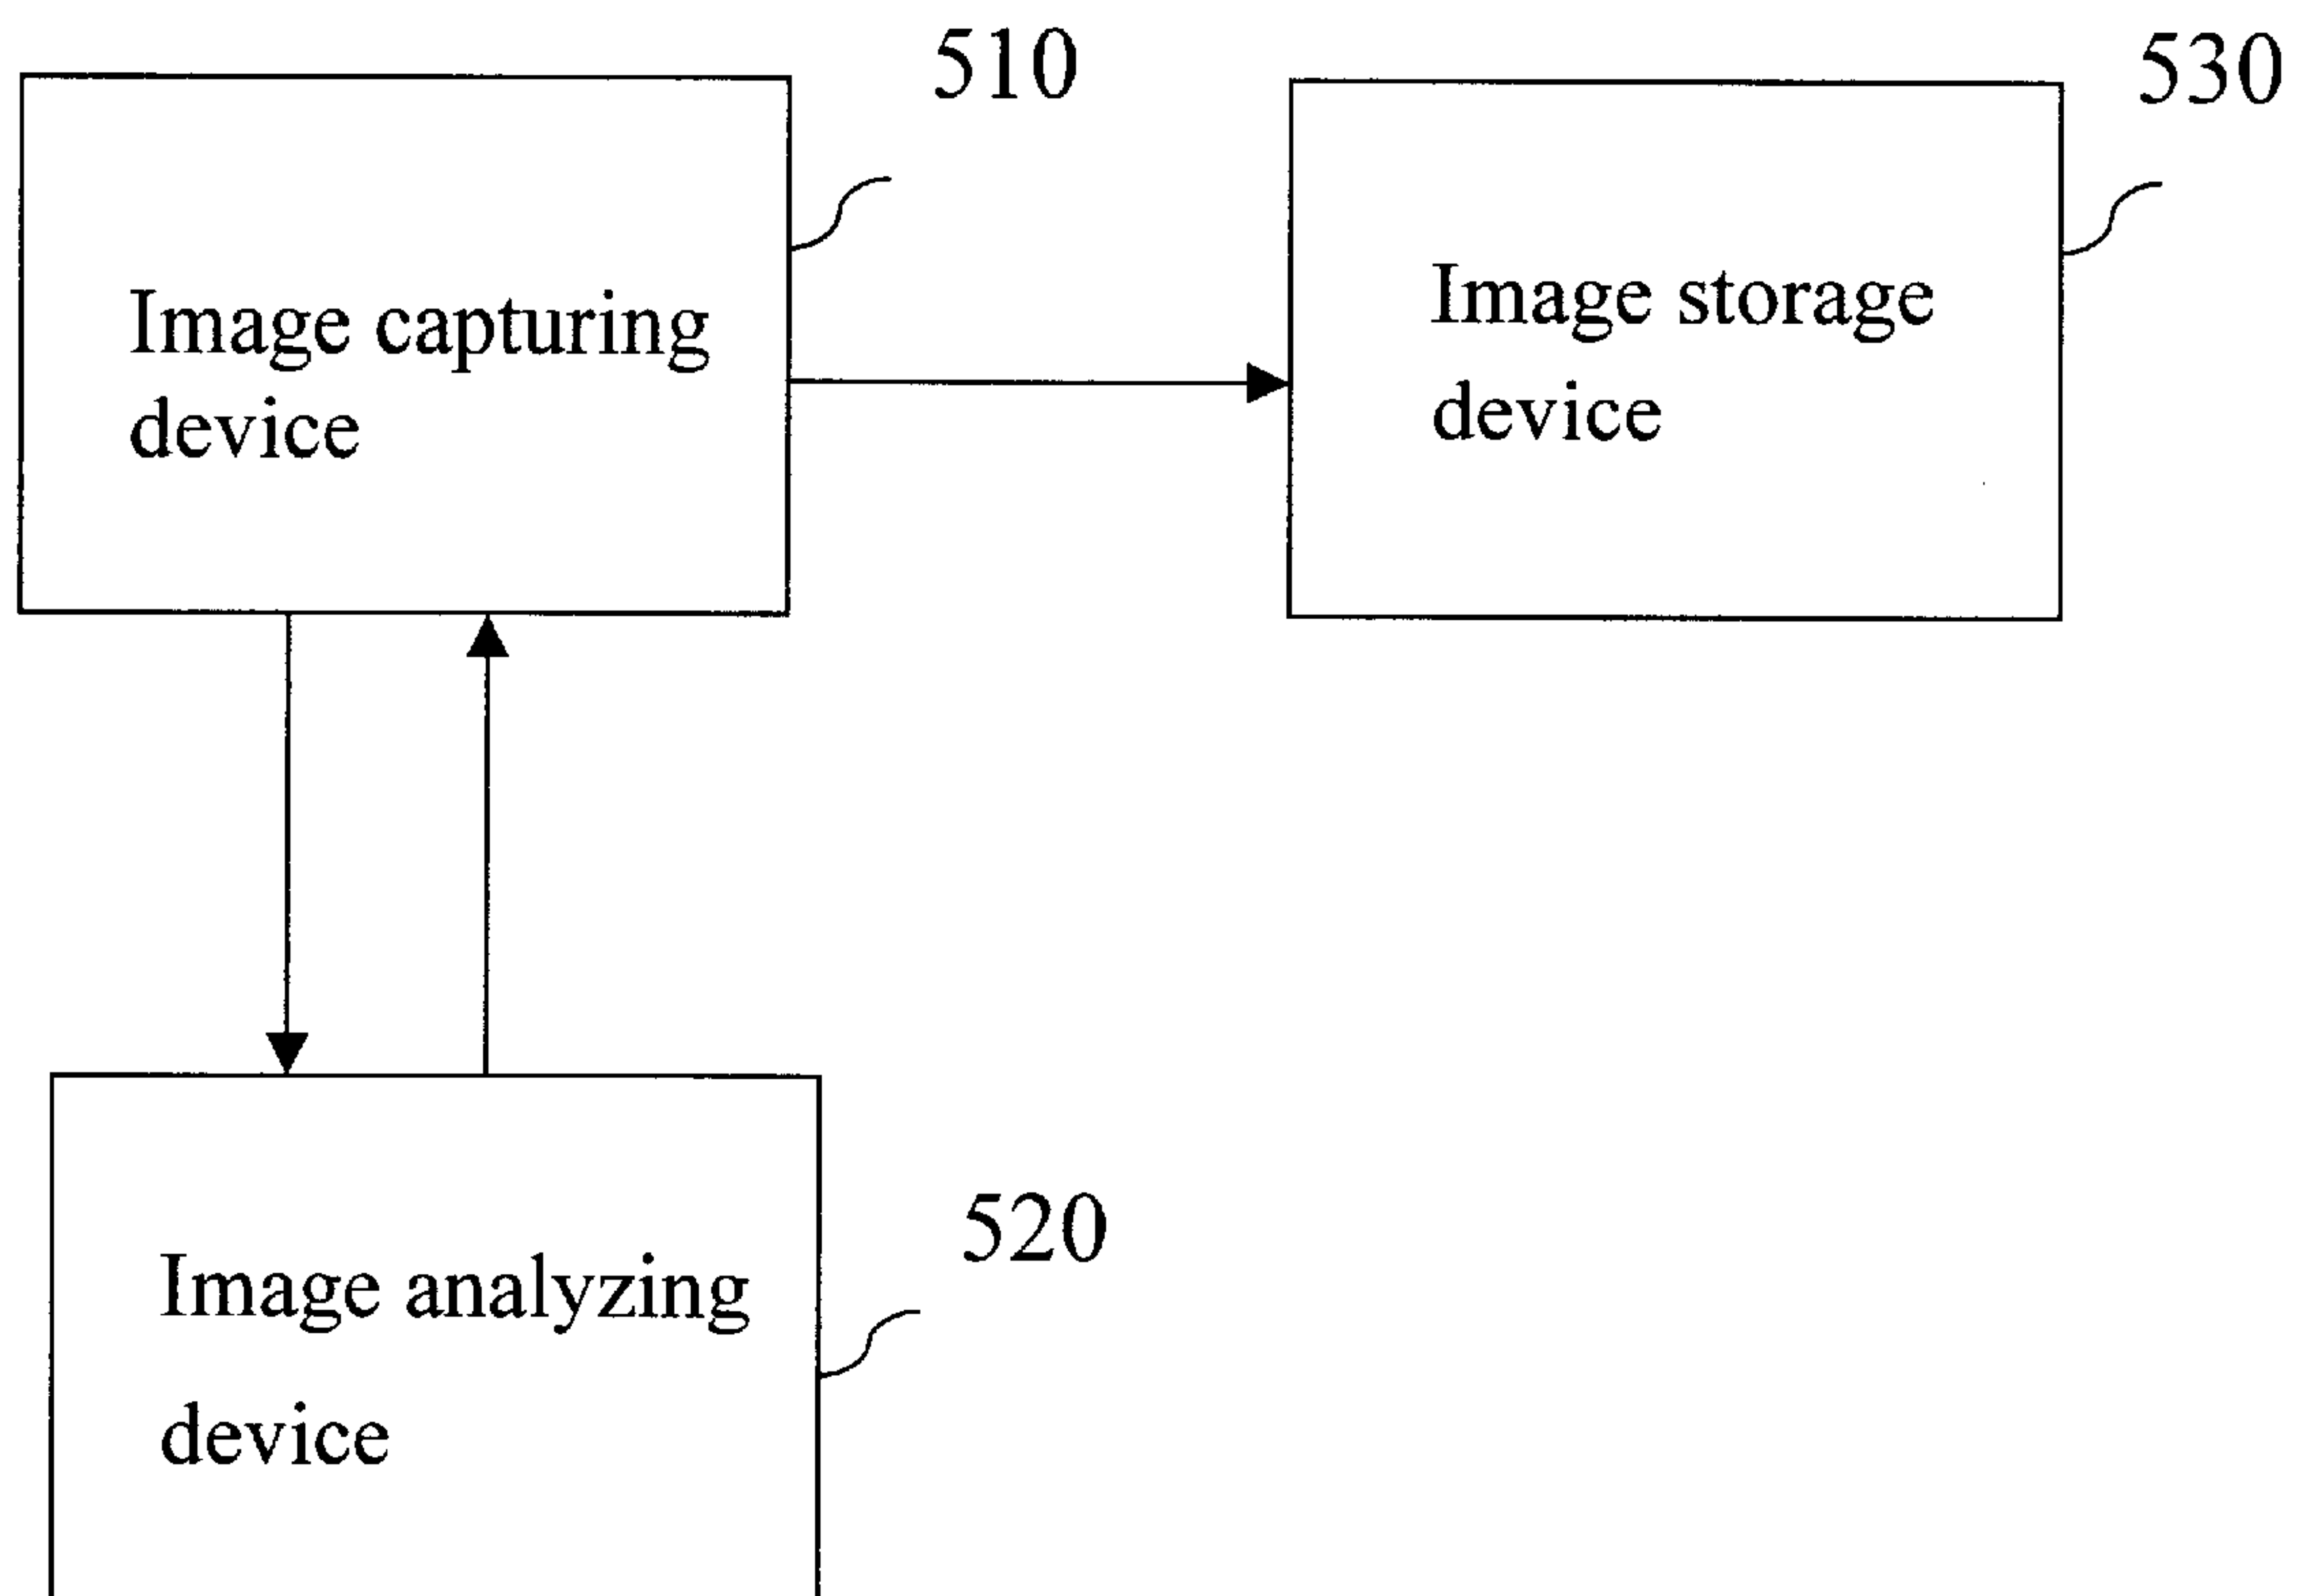 510
530
Image capturing
device
Image storage
device
520
Image analyzing
device